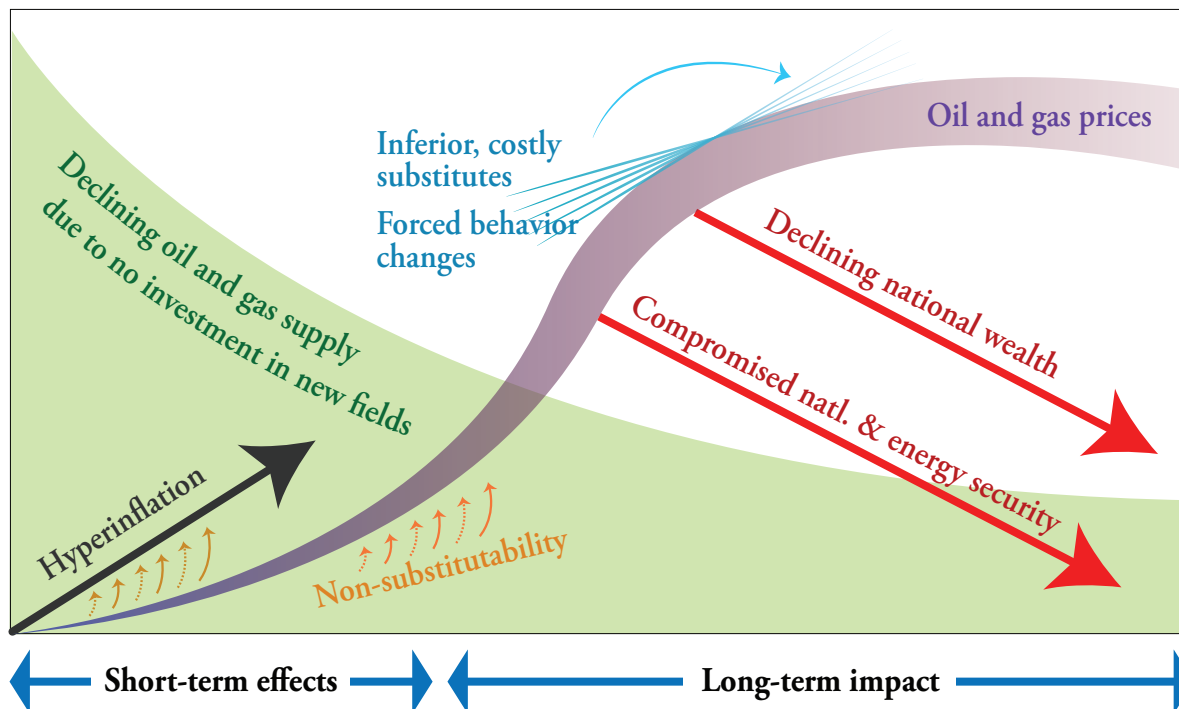 Inferior, costly
substitutes
Forced behavior
changes
Oil and gas prices
Declining oil and gas supply
due to no investment in new fields
Declining national wealth
Compromised natl. & energy security
Hyperinflation
Non-substitutability
Short-term effects
Long-term impact